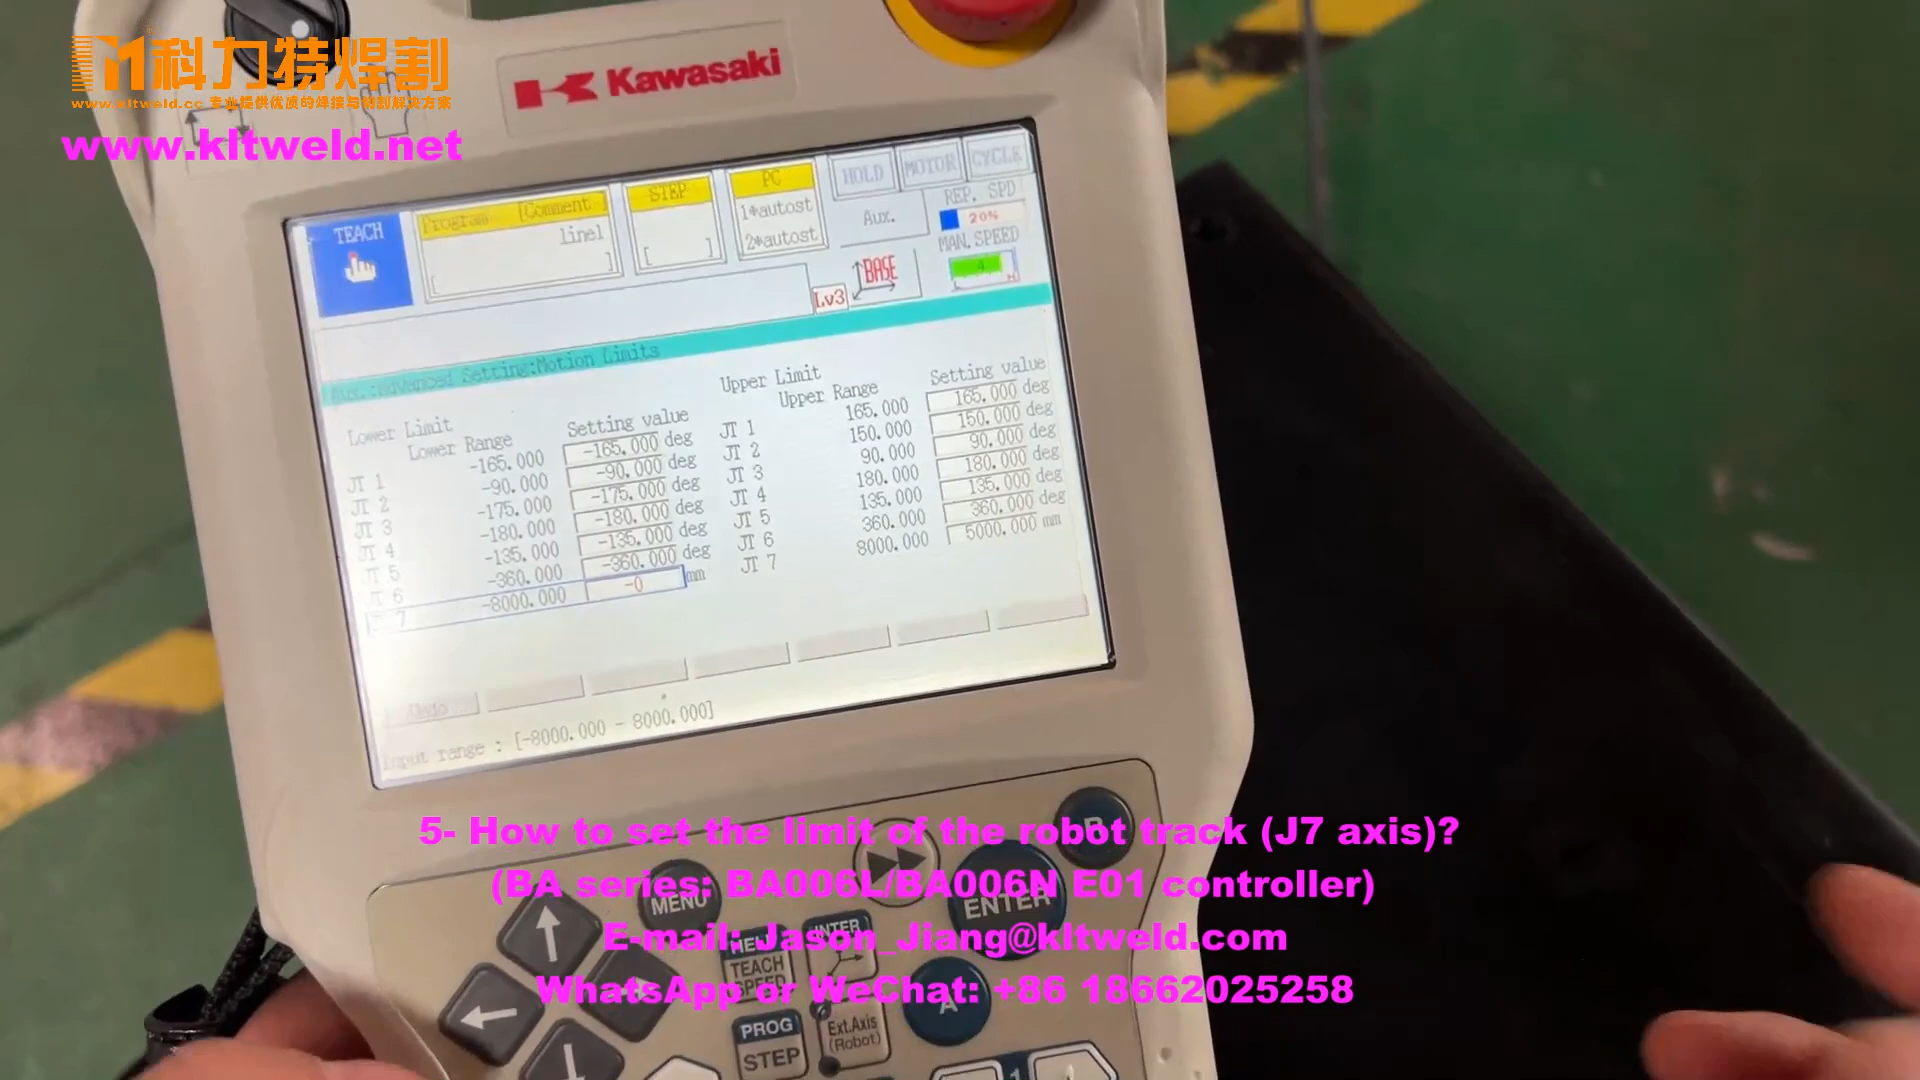 科力特焊割
www.kltweld.cc 专业提供优质的焊接与切割解决方案
www.kltweld.net
Kawasaki
TEACH
Program [Comment ]
line1
[ ]
STEP
[ ]
PC
1*autost
2*autost
HOLD
MOTOR
CYCLE
Aux.
REP. SPD
20%
MAN.SPEED
4
H
Lv3
BASE
Aux.:Advanced Setting:Motion Limits
Lower Limit
Lower Range Setting value
JT 1 -165.000 -165.000 deg
JT 2 -90.000 -90.000 deg
JT 3 -175.000 -175.000 deg
JT 4 -180.000 -180.000 deg
JT 5 -135.000 -135.000 deg
JT 6 -360.000 -360.000 deg
JT 7 -8000.000 -0 mm
Upper Limit
Upper Range Setting value
JT 1 165.000 165.000 deg
JT 2 150.000 150.000 deg
JT 3 90.000 90.000 deg
JT 4 180.000 180.000 deg
JT 5 135.000 135.000 deg
JT 6 360.000 360.000 deg
JT 7 8000.000 5000.000 mm
Input range : [-8000.000 - 8000.000]
5- How to set the limit of the robot track (J7 axis)?
(BA series: BA006L/BA006N E01 controller)
E-mail: Jason_Jiang@kltweld.com
WhatsApp or WeChat: +86 18662025258
MENU
ENTER
B
INTER
TEACH
SPEED
A
PROG
STEP
Ext.Axis
(Robot)
1